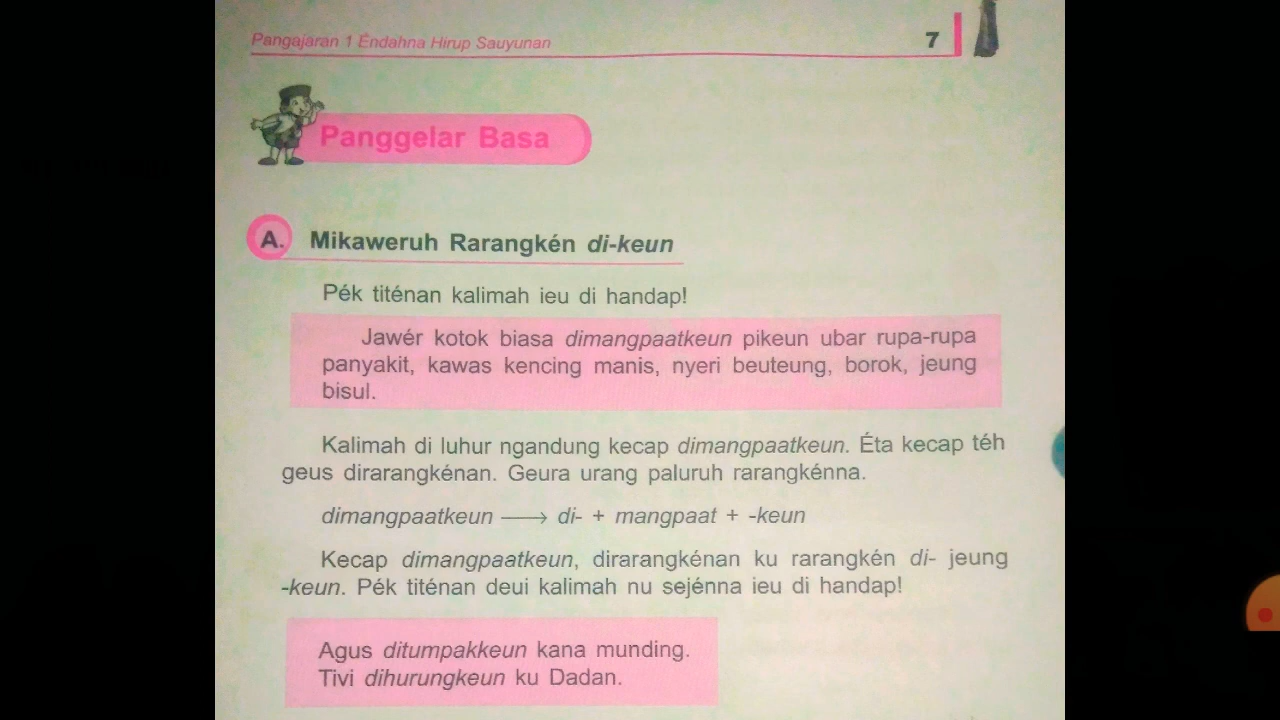 Pangajaran 1 Éndahna Hirup Sauyunan
7
Panggelar Basa
A. Mikaweruh Rarangkén di-keun
Pék titénan kalimah ieu di handap!
Jawér kotok biasa dimangpaatkeun pikeun ubar rupa-rupa
panyakit, kawas kencing manis, nyeri beuteung, borok, jeung
bisul.
Kalimah di luhur ngandung kecap dimangpaatkeun. Éta kecap téh
geus dirarangkénan. Geura urang paluruh rarangkénna.
dimangpaatkeun ⟶ di- + mangpaat + -keun
Kecap dimangpaatkeun, dirarangkénan ku rarangkén di- jeung
-keun. Pék titénan deui kalimah nu sejénna ieu di handap!
Agus ditumpakkeun kana munding.
Tivi dihurungkeun ku Dadan.